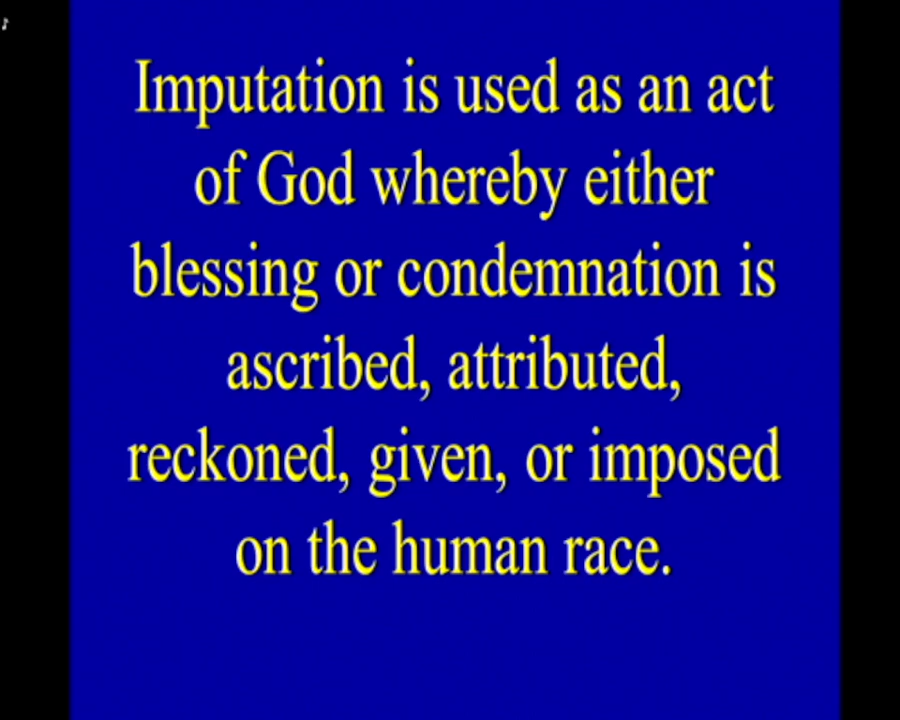 Imputation is used as an act
of God whereby either
blessing or condemnation is
ascribed, attributed,
reckoned, given, or imposed
on the human race.